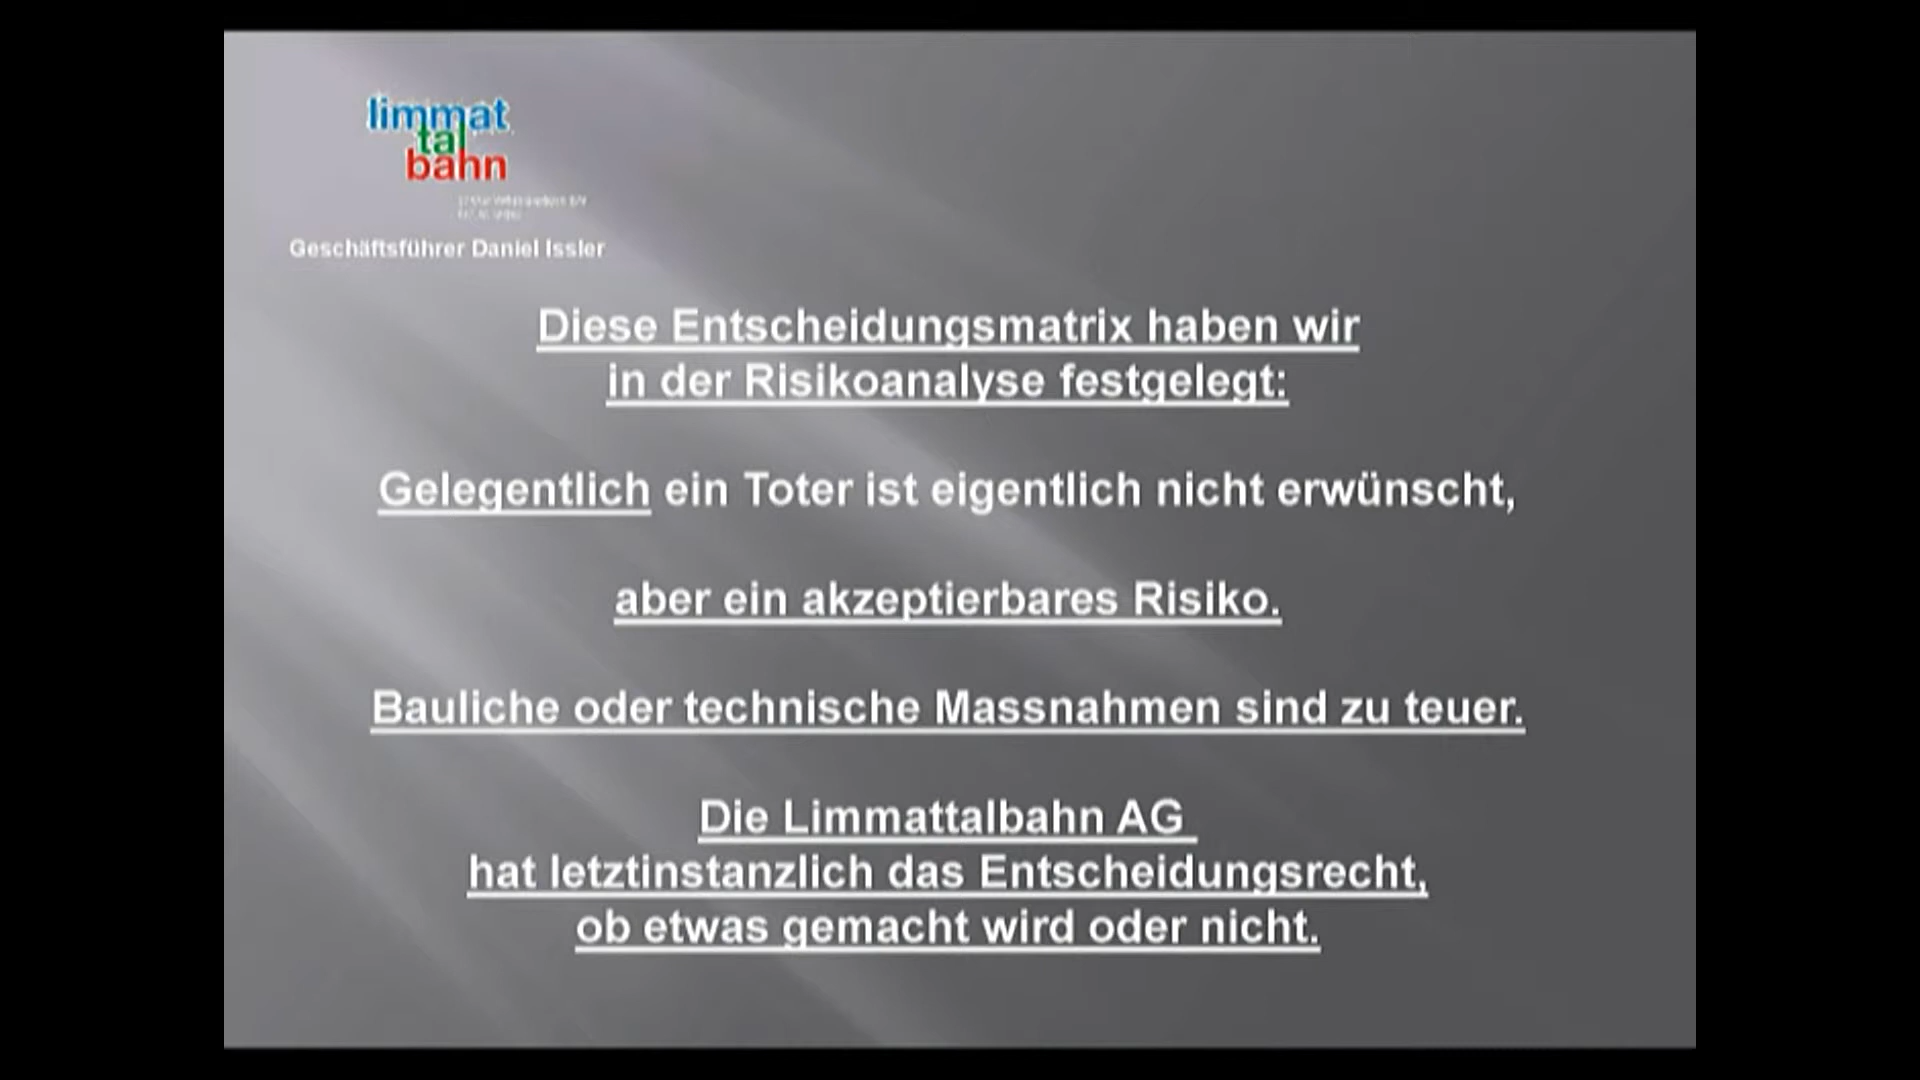 limmat
tal
bahn
Geschäftsführer Daniel Issler
Diese Entscheidungsmatrix haben wir
in der Risikoanalyse festgelegt:
Gelegentlich ein Toter ist eigentlich nicht erwünscht,
aber ein akzeptierbares Risiko.
Bauliche oder technische Massnahmen sind zu teuer.
Die Limmattalbahn AG
hat letztinstanzlich das Entscheidungsrecht,
ob etwas gemacht wird oder nicht.